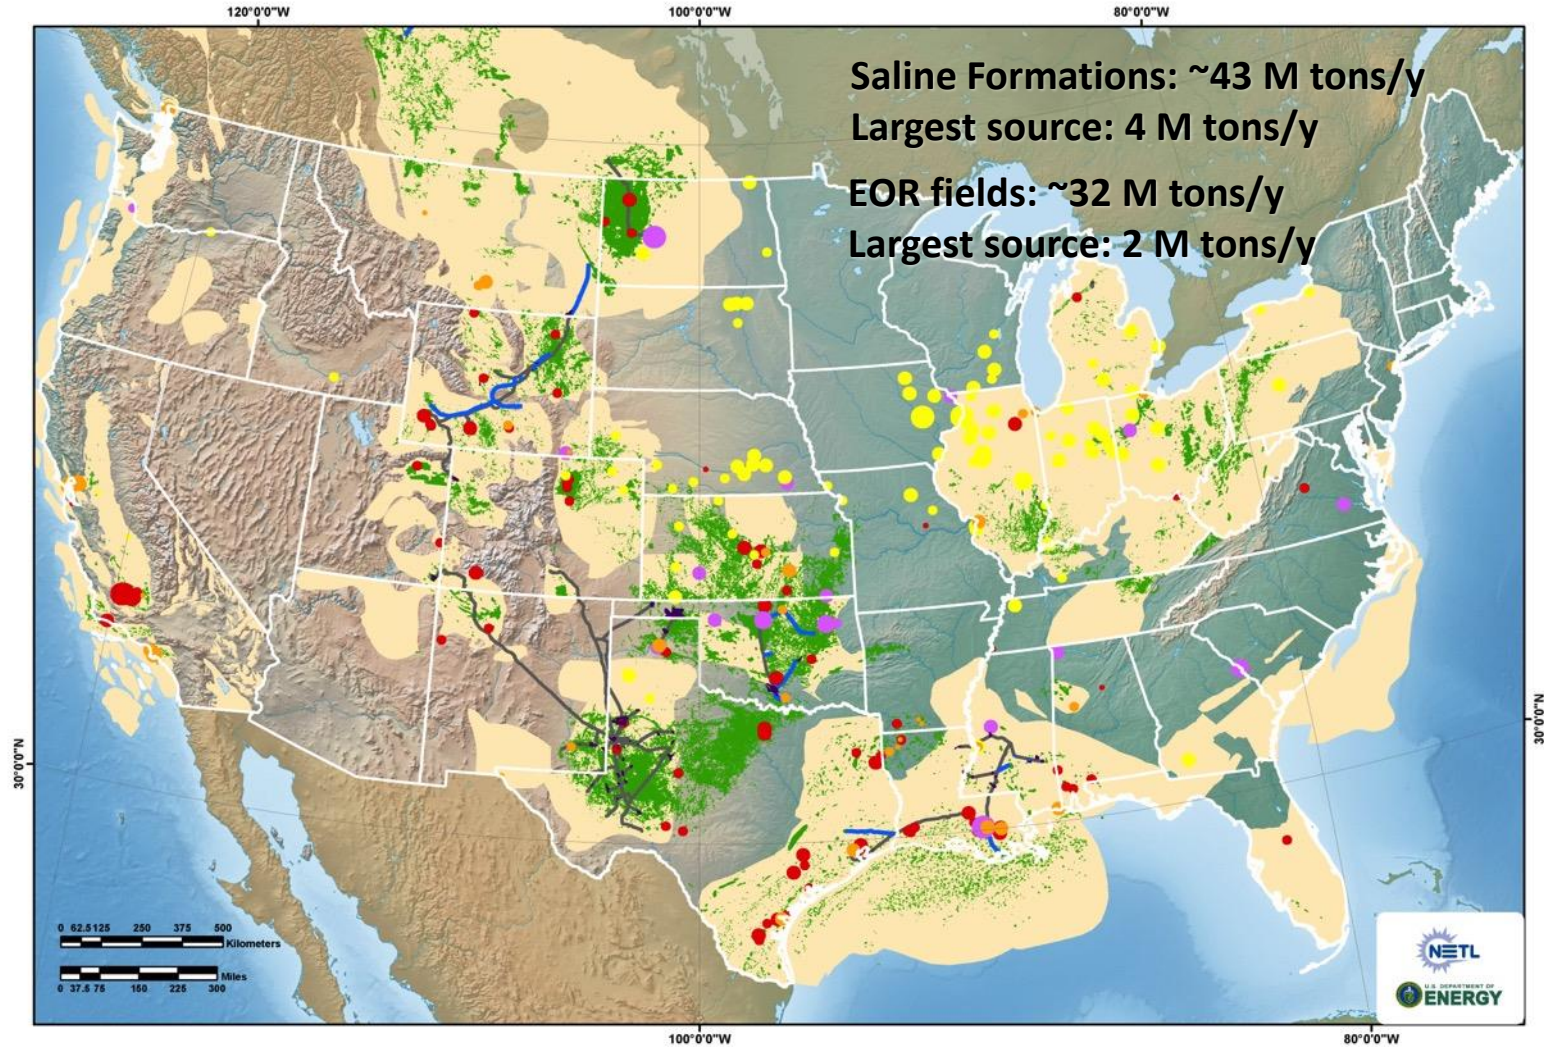 120°0'0"W
100°0'0"W
80°0'0"W
Saline Formations: ~43 M tons/y
Largest source: 4 M tons/y
EOR fields: ~32 M tons/y
Largest source: 2 M tons/y
30°0'0"N
30°0'0"N
0 62.5 125 250 375 500
Kilometers
Miles
0 37.5 75 150 225 300
NETL
U.S. DEPARTMENT OF
ENERGY
100°0'0"W
80°0'0"W